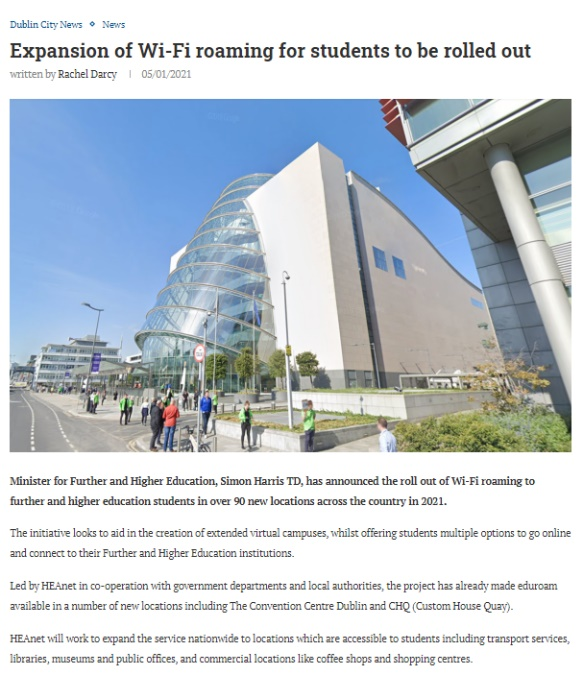 Dublin City News ◇ News
Expansion of Wi-Fi roaming for students to be rolled out
written by Rachel Darcy | 05/01/2021
Minister for Further and Higher Education, Simon Harris TD, has announced the roll out of Wi-Fi roaming to
further and higher education students in over 90 new locations across the country in 2021.
The initiative looks to aid in the creation of extended virtual campuses, whilst offering students multiple options to go online
and connect to their Further and Higher Education institutions.
Led by HEAnet in co-operation with government departments and local authorities, the project has already made eduroam
available in a number of new locations including The Convention Centre Dublin and CHQ (Custom House Quay).
HEAnet will work to expand the service nationwide to locations which are accessible to students including transport services,
libraries, museums and public offices, and commercial locations like coffee shops and shopping centres.